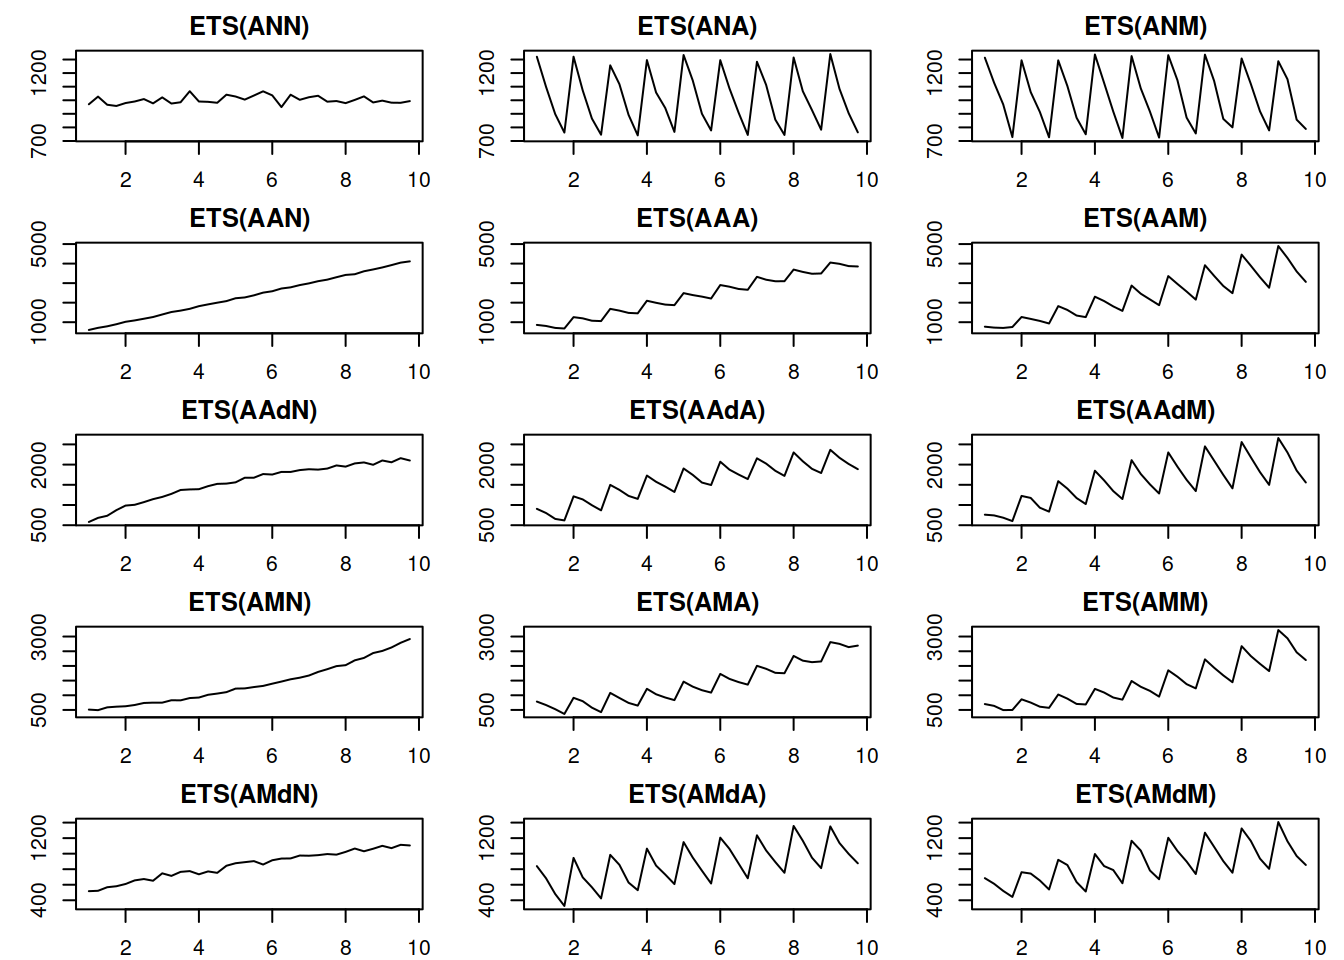 ETS(ANN) ETS(ANA) ETS(ANM)
1200 1200 1200
700 700 700
2 4 6 8 10 2 4 6 8 10 2 4 6 8 10
ETS(AAN) ETS(AAA) ETS(AAM)
5000 5000 5000
1000 1000 1000
2 4 6 8 10 2 4 6 8 10 2 4 6 8 10
ETS(AAdN) ETS(AAdA) ETS(AAdM)
2000 2000 2000
500 500 500
2 4 6 8 10 2 4 6 8 10 2 4 6 8 10
ETS(AMN) ETS(AMA) ETS(AMM)
3000 3000 3000
500 500 500
2 4 6 8 10 2 4 6 8 10 2 4 6 8 10
ETS(AMdN) ETS(AMdA) ETS(AMdM)
1200 1200 1200
400 400 400
2 4 6 8 10 2 4 6 8 10 2 4 6 8 10